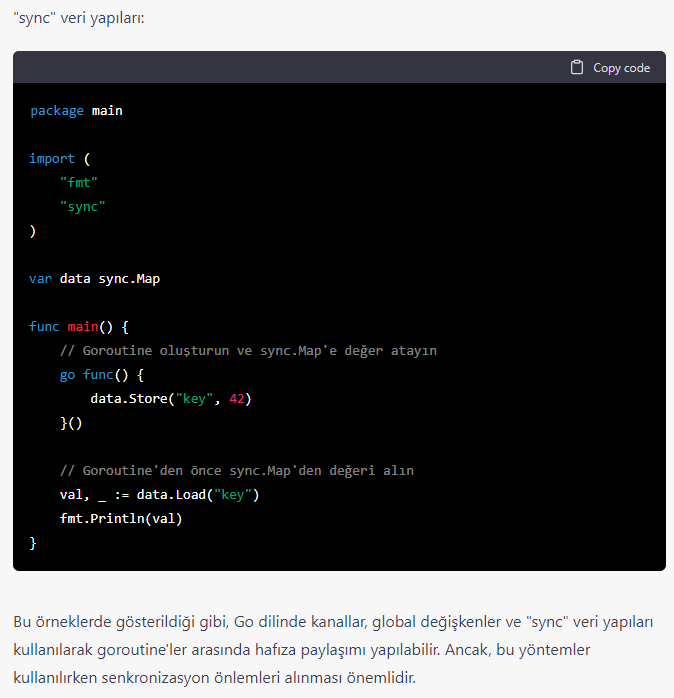 "sync" veri yapıları:
Copy code
package main
import (
"fmt"
"sync"
)
var data sync.Map
func main() {
// Goroutine oluşturun ve sync.Map'e değer atayın
go func() {
data.Store("key", 42)
}()
// Goroutine'den önce sync.Map'den değeri alın
val, _ := data.Load("key")
fmt.Println(val)
}
Bu örneklerde gösterildiği gibi, Go dilinde kanallar, global değişkenler ve "sync" veri yapıları
kullanılarak goroutine'ler arasında hafıza paylaşımı yapılabilir. Ancak, bu yöntemler
kullanılırken senkronizasyon önlemleri alınması önemlidir.